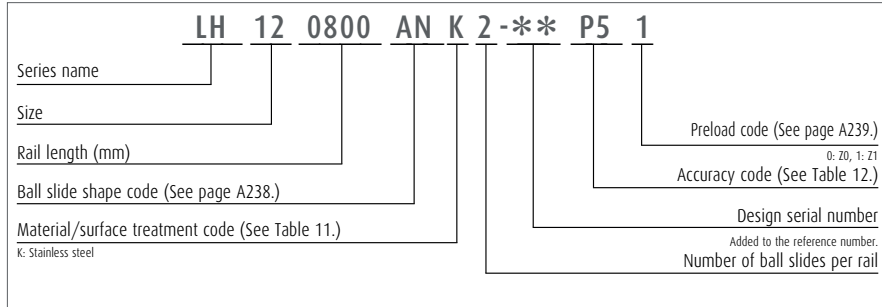 LH 12 0800 AN K 2 -** P5 1
Series name
Size
Rail length (mm)
Ball slide shape code (See page A238.)
Material/surface treatment code (See Table 11.)
K: Stainless steel
Preload code (See page A239.)
0: Z0, 1: Z1
Accuracy code (See Table 12.)
Design serial number
Added to the reference number.
Number of ball slides per rail